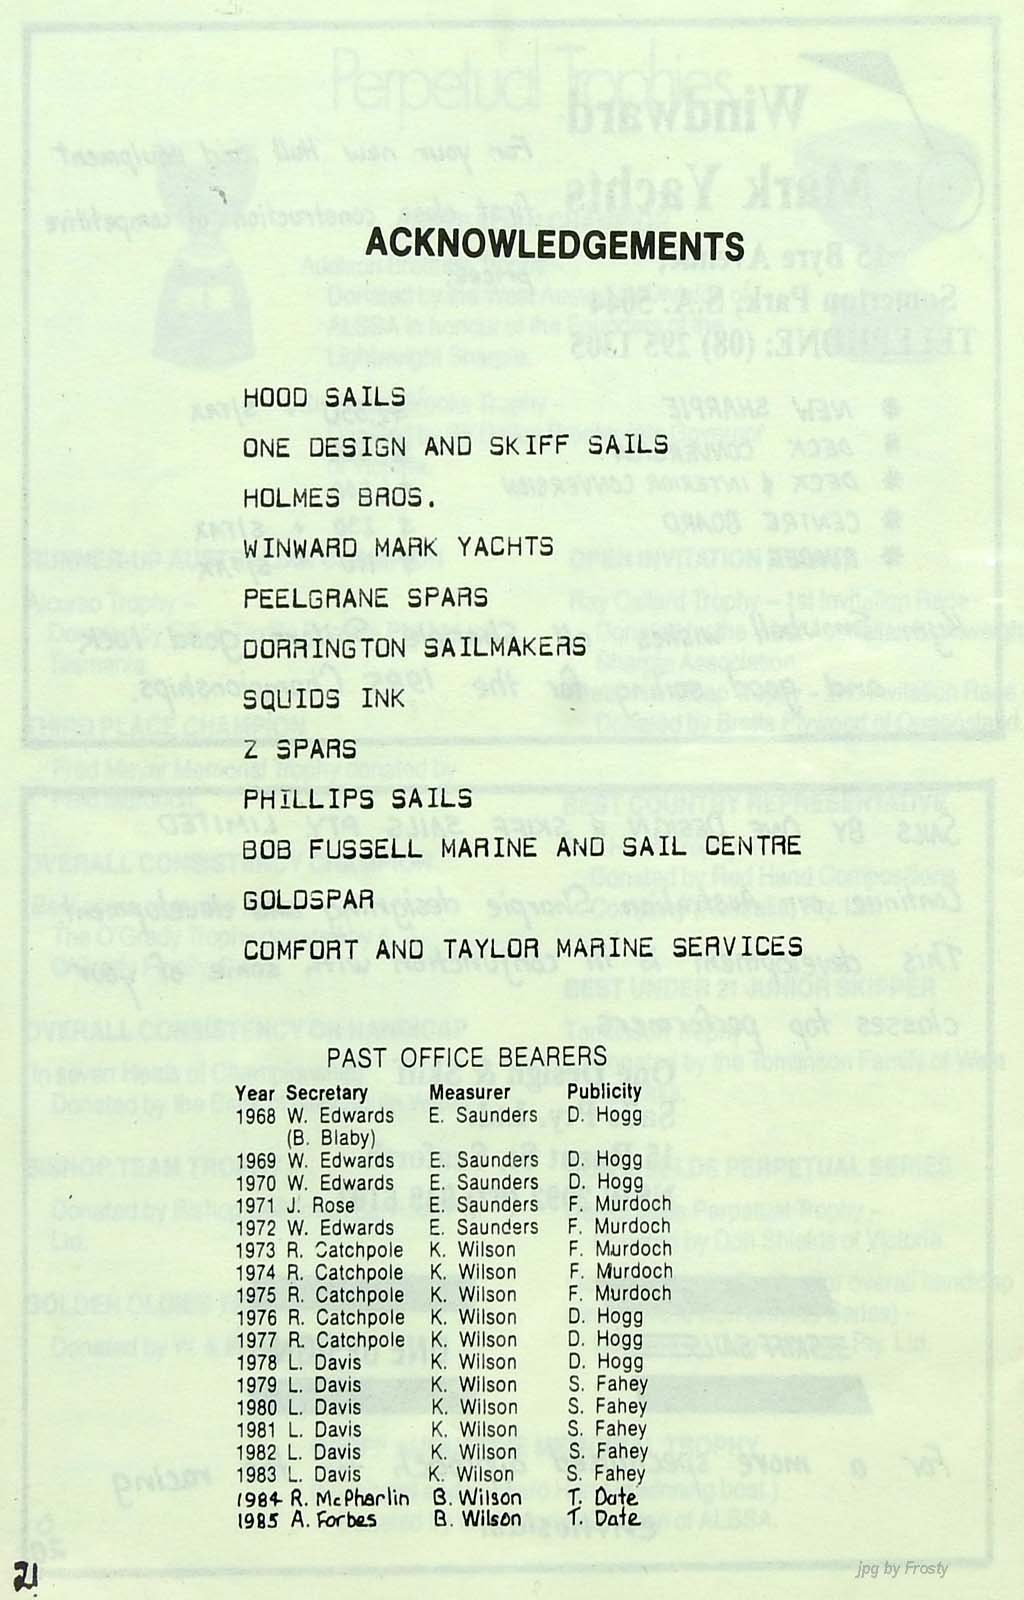 ACKNOWLEDGEMENTS
HOOD SAILS
ONE DESIGN AND SKIFF SAILS
HOLMES BROS.
WINWARD MARK YACHTS
PEELGRANE SPARS
DORRINGTON SAILMAKERS
SQUIDS INK
Z SPARS
PHILLIPS SAILS
BOB FUSSELL MARINE AND SAIL CENTRE
GOLDSPAR
COMFORT AND TAYLOR MARINE SERVICES
PAST OFFICE BEARERS
Year Secretary Measurer Publicity
1968 W. Edwards E. Saunders D. Hogg
(B. Blaby)
1969 W. Edwards E. Saunders D. Hogg
1970 W. Edwards E. Saunders D. Hogg
1971 J. Rose E. Saunders F. Murdoch
1972 W. Edwards E. Saunders F. Murdoch
1973 R. Catchpole K. Wilson F. Murdoch
1974 R. Catchpole K. Wilson F. Murdoch
1975 R. Catchpole K. Wilson F. Murdoch
1976 R. Catchpole K. Wilson D. Hogg
1977 R. Catchpole K. Wilson D. Hogg
1978 L. Davis K. Wilson D. Hogg
1979 L. Davis K. Wilson S. Fahey
1980 L. Davis K. Wilson S. Fahey
1981 L. Davis K. Wilson S. Fahey
1982 L. Davis K. Wilson S. Fahey
1983 L. Davis K. Wilson S. Fahey
1984 R. McPharlin B. Wilson T. Date
1985 A. Forbes B. Wilson T. Date
21
jpg by Frosty